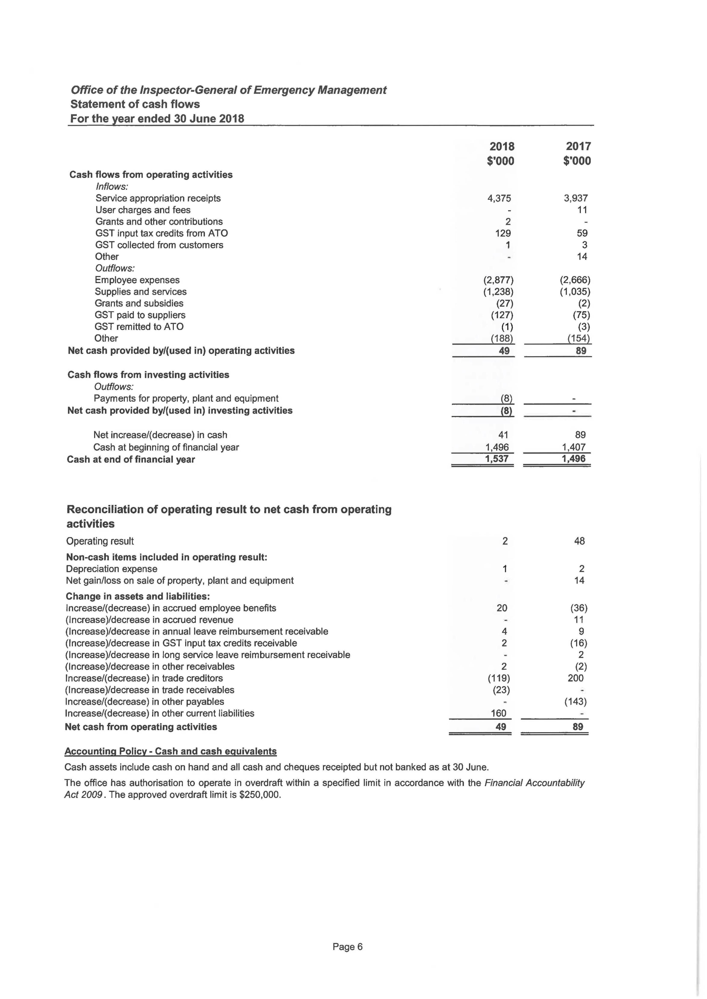 Office of the Inspector-General of Emergency Management
Statement of cash flows
For the year ended 30 June 2018
2018 2017
$'000 $'000
Cash flows from operating activities
Inflows:
Service appropriation receipts 4,375 3,937
User charges and fees - 11
Grants and other contributions 2 -
GST input tax credits from ATO 129 59
GST collected from customers 1 3
Other - 14
Outflows:
Employee expenses (2,877) (2,666)
Supplies and services (1,238) (1,035)
Grants and subsidies (27) (2)
GST paid to suppliers (127) (75)
GST remitted to ATO (1) (3)
Other (188) (154)
Net cash provided by/(used in) operating activities 49 89
Cash flows from investing activities
Outflows:
Payments for property, plant and equipment (8) -
Net cash provided by/(used in) investing activities (8) -
Net increase/(decrease) in cash 41 89
Cash at beginning of financial year 1,496 1,407
Cash at end of financial year 1,537 1,496
Reconciliation of operating result to net cash from operating
activities
Operating result 2 48
Non-cash items included in operating result:
Depreciation expense 1 2
Net gain/loss on sale of property, plant and equipment - 14
Change in assets and liabilities:
Increase/(decrease) in accrued employee benefits 20 (36)
(Increase)/decrease in accrued revenue - 11
(Increase)/decrease in annual leave reimbursement receivable 4 9
(Increase)/decrease in GST input tax credits receivable 2 (16)
(Increase)/decrease in long service leave reimbursement receivable - 2
(Increase)/decrease in other receivables 2 (2)
Increase/(decrease) in trade creditors (119) 200
(Increase)/decrease in trade receivables (23) -
Increase/(decrease) in other payables - (143)
Increase/(decrease) in other current liabilities 160 -
Net cash from operating activities 49 89
Accounting Policy - Cash and cash equivalents
Cash assets include cash on hand and all cash and cheques receipted but not banked as at 30 June.
The office has authorisation to operate in overdraft within a specified limit in accordance with the Financial Accountability
Act 2009. The approved overdraft limit is $250,000.
Page 6